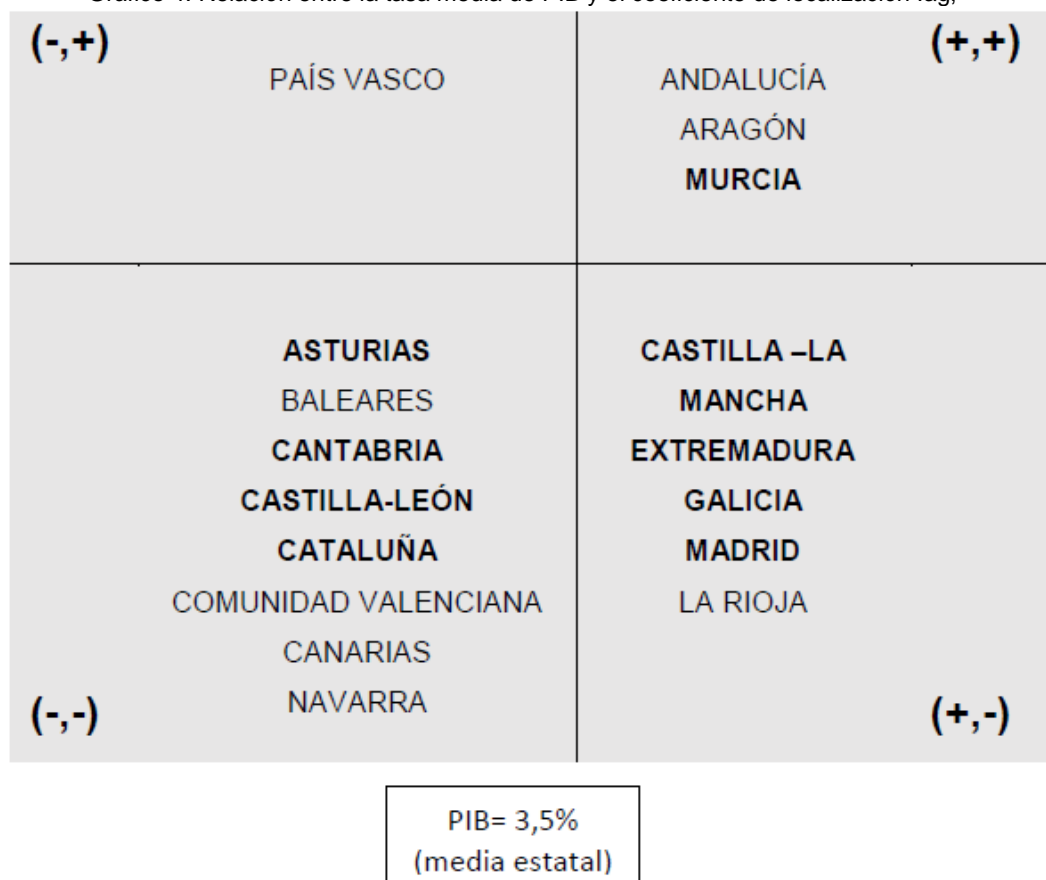 (-,+)
PAÍS VASCO
(+,+)
ANDALUCÍA
ARAGÓN
MURCIA
ASTURIAS
BALEARES
CANTABRIA
CASTILLA-LEÓN
CATALUÑA
COMUNIDAD VALENCIANA
CANARIAS
NAVARRA
(-,-)
CASTILLA –LA
MANCHA
EXTREMADURA
GALICIA
MADRID
LA RIOJA
(+,-)
PIB= 3,5%
(media estatal)